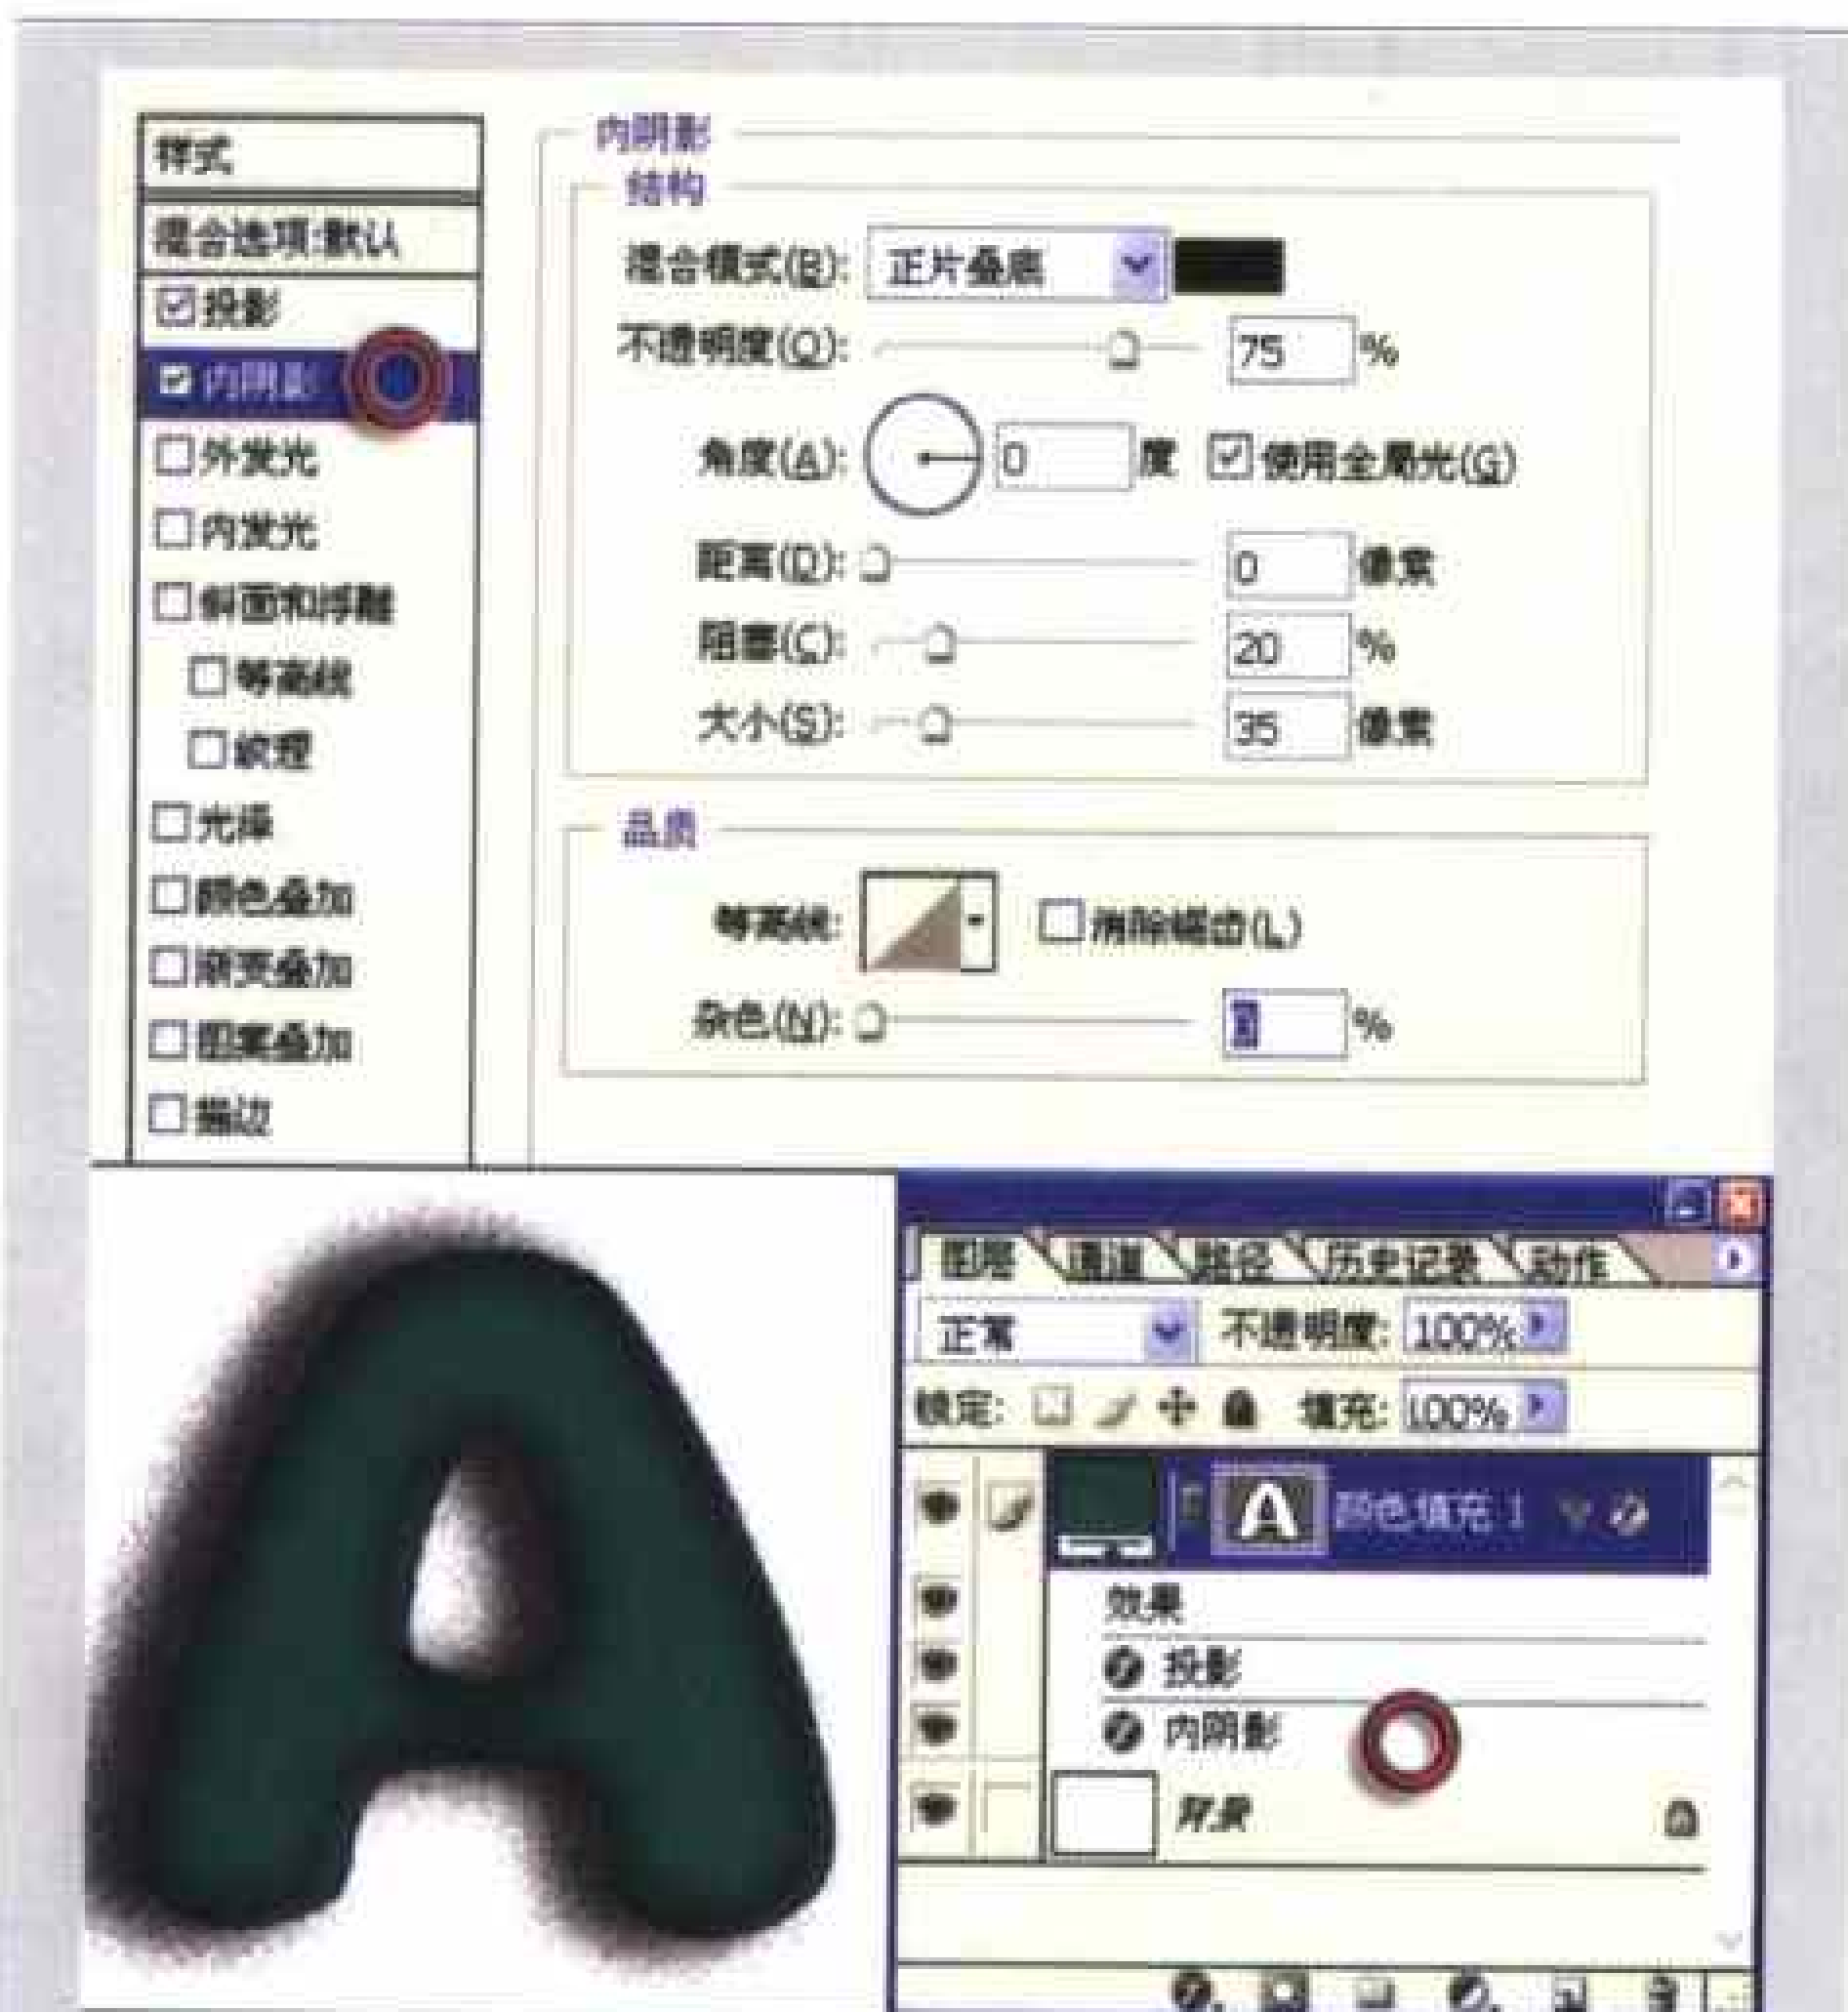 样式
混合选项:默认
投影
内阴影
外发光
内发光
斜面和浮雕
等高线
纹理
光泽
颜色叠加
渐变叠加
图案叠加
描边
内阴影
结构
混合模式(B): 正片叠底
不透明度(O): 75 %
角度(A): 0 度 使用全局光(G)
距离(D): 0 像素
阻塞(C): 20 %
大小(S): 35 像素
品质
等高线: 消除锯齿(L)
杂色(N): %
A
图层 通道 路径 历史记录 动作
正常 不透明度: 100%
锁定: 填充: 100%
A 颜色填充 1
效果
投影
内阴影
背景